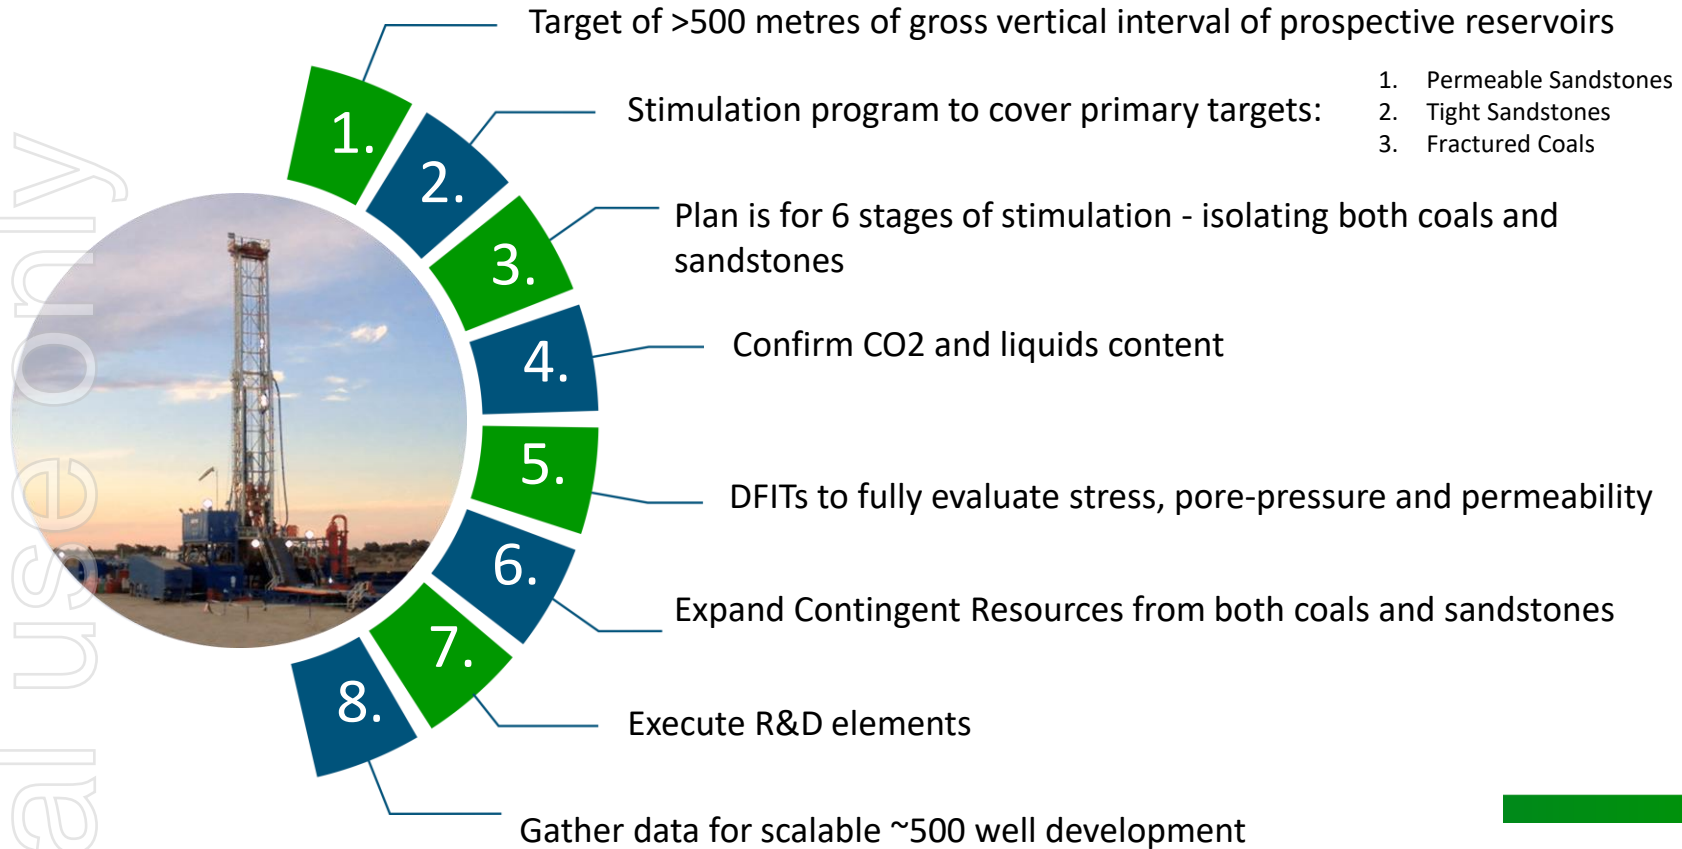 Target of >500 metres of gross vertical interval of prospective reservoirs
1.
Stimulation program to cover primary targets:
1. Permeable Sandstones
2. Tight Sandstones
3. Fractured Coals
2.
Plan is for 6 stages of stimulation - isolating both coals and
sandstones
3.
Confirm CO2 and liquids content
4.
DFITs to fully evaluate stress, pore-pressure and permeability
5.
Expand Contingent Resources from both coals and sandstones
6.
Execute R&D elements
7.
Gather data for scalable ~500 well development
8.
al use only